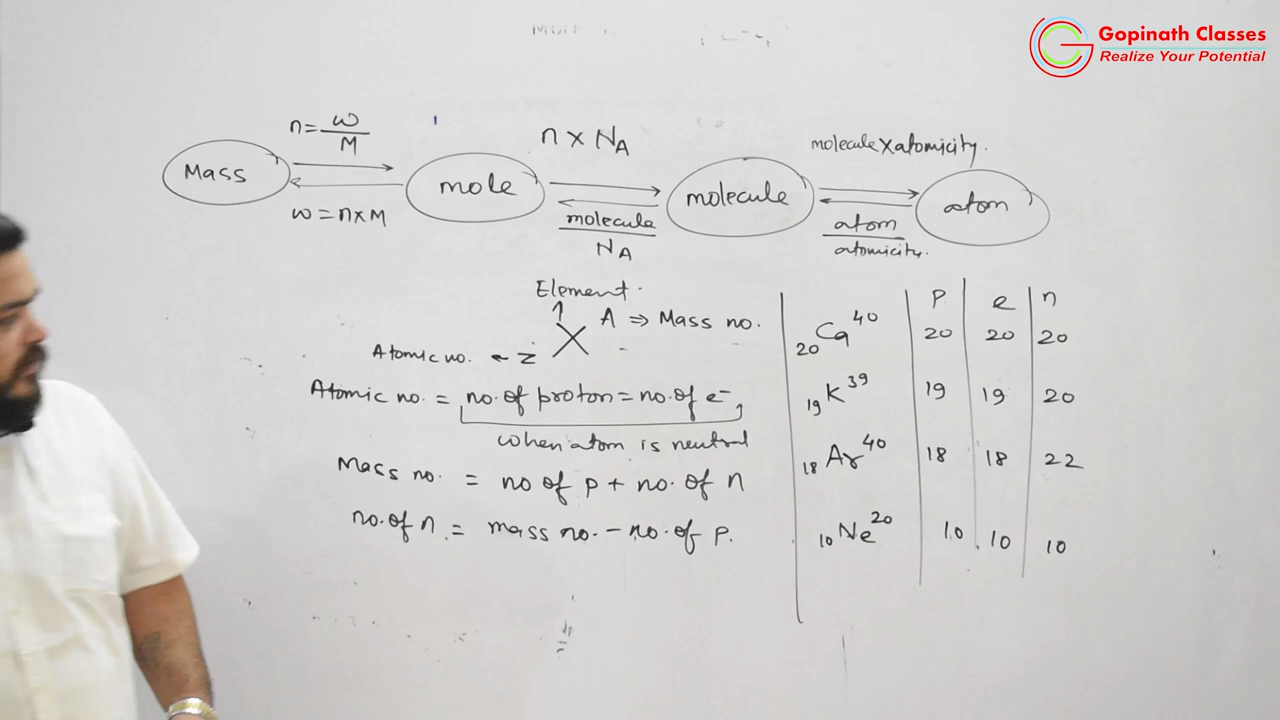 Gopinath Classes
Realize Your Potential
n = w/M
n × NA
molecule × atomicity.
Mass
mole
molecule
atom
w = n × M
molecule/NA
atom/atomicity.
Element.
X A ⇒ Mass no.
Atomic no. ← Z
Atomic no. = no. of proton = no. of e-
when atom is neutral
Mass no. = no of p + no. of n
no. of n. = mass no. - no. of p.
P e n
20Ca40 20 20 20
19K39 19 19 20
18Ar40 18 18 22
10Ne20 10 10 10